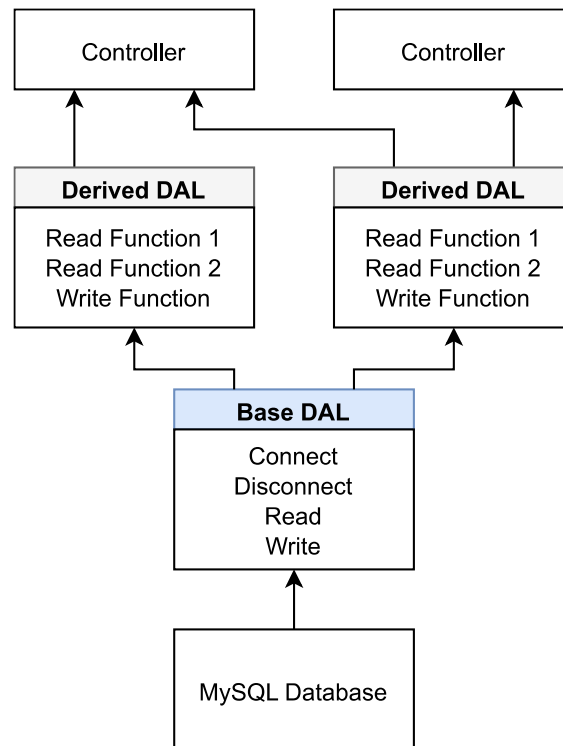 Controller
Controller
Derived DAL
Read Function 1
Read Function 2
Write Function
Derived DAL
Read Function 1
Read Function 2
Write Function
Base DAL
Connect
Disconnect
Read
Write
MySQL Database